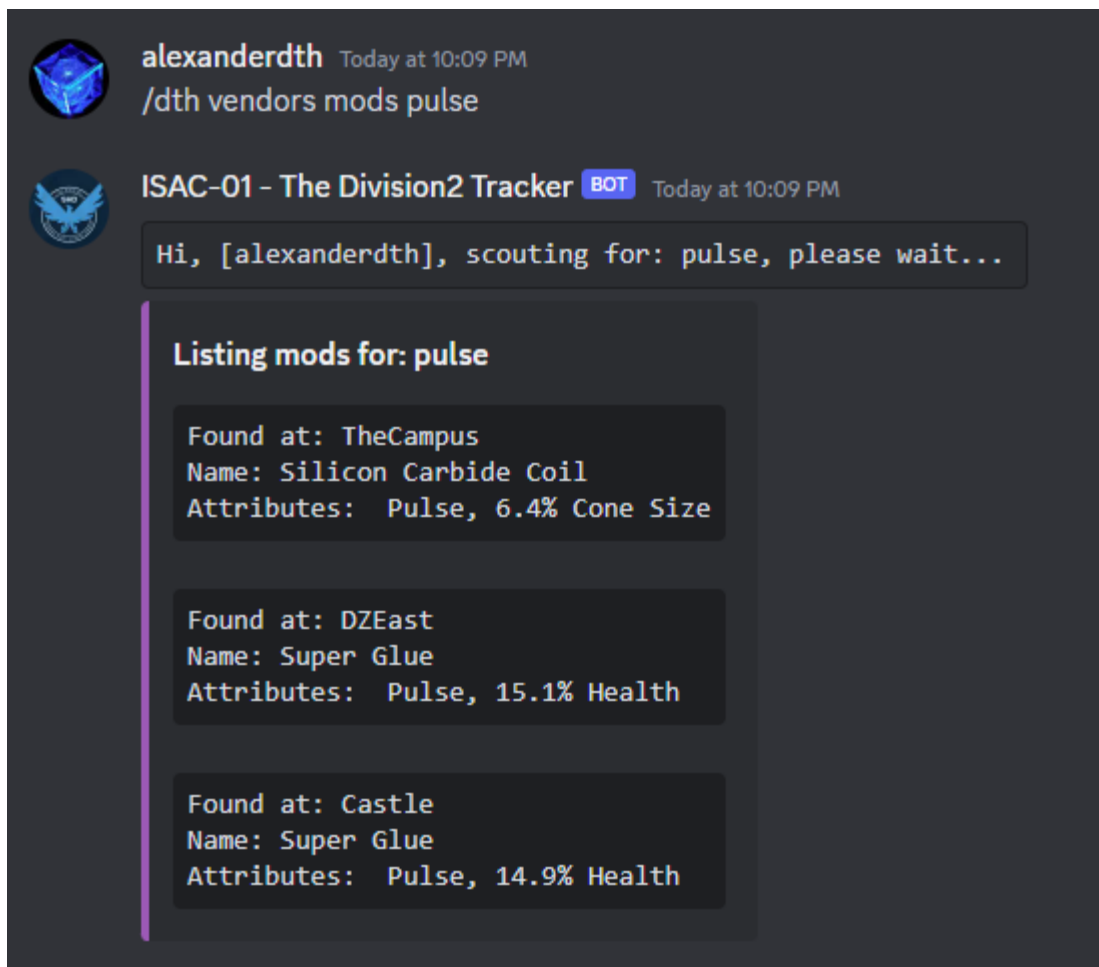 alexanderdth Today at 10:09 PM
/dth vendors mods pulse
ISAC-01 - The Division2 Tracker BOT Today at 10:09 PM
Hi, [alexanderdth], scouting for: pulse, please wait...
Listing mods for: pulse
Found at: TheCampus
Name: Silicon Carbide Coil
Attributes:  Pulse, 6.4% Cone Size
Found at: DZEast
Name: Super Glue
Attributes:  Pulse, 15.1% Health
Found at: Castle
Name: Super Glue
Attributes:  Pulse, 14.9% Health